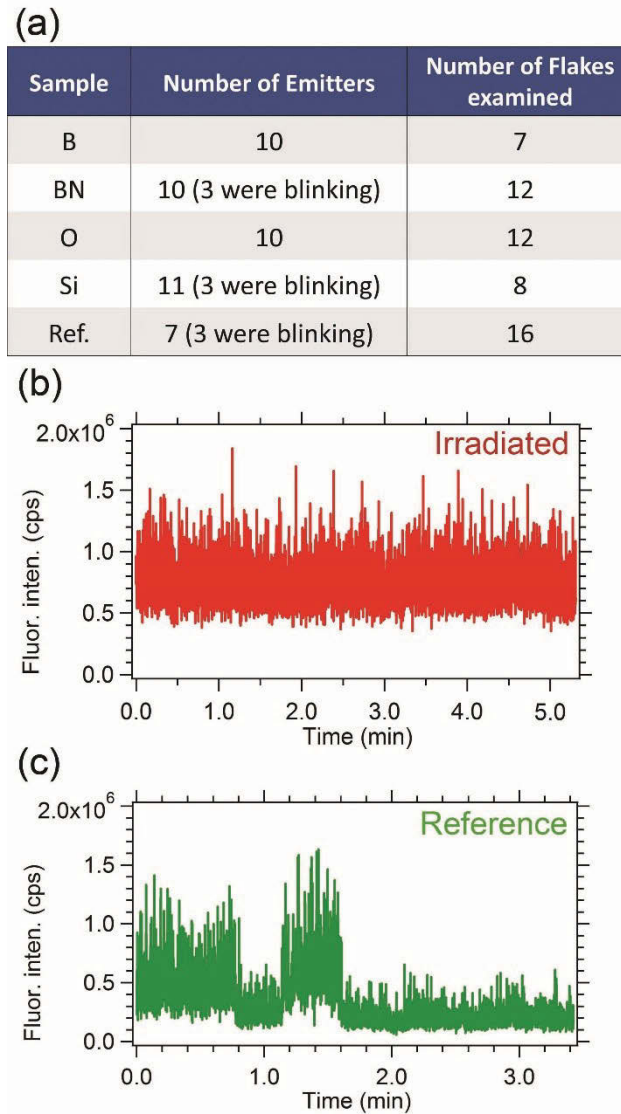 (a)
Sample Number of Emitters Number of Flakes
examined
B 10 7
BN 10 (3 were blinking) 12
O 10 12
Si 11 (3 were blinking) 8
Ref. 7 (3 were blinking) 16
(b)
2.0x10⁶
Irradiated
1.5
1.0
0.5
0.0
Fluor. inten. (cps)
0.0 1.0 2.0 3.0 4.0 5.0
Time (min)
(c)
2.0x10⁶
Reference
1.5
1.0
0.5
0.0
Fluor. inten. (cps)
0.0 1.0 2.0 3.0
Time (min)